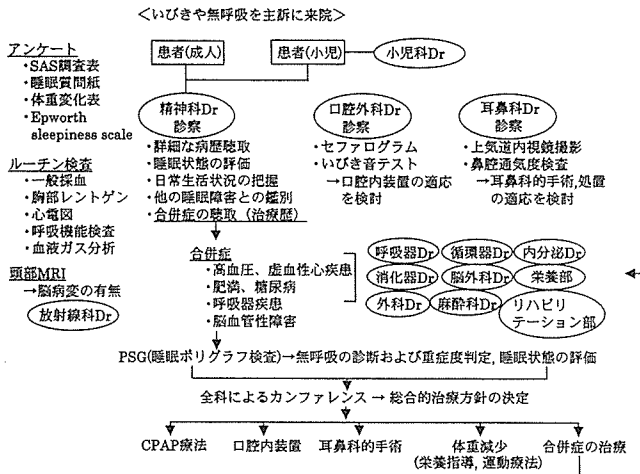 <いびきや無呼吸を主訴に来院>
アンケート
・SAS調査表
・睡眠質問紙
・体重変化表
・Epworth
sleepiness scale
ルーチン検査
・一般採血
・胸部レントゲン
・心電図
・呼吸機能検査
・血液ガス分析
頸部MRI
→脳病変の有無
放射線科Dr
患者(成人)
患者(小児)
小児科Dr
精神科Dr
診察
・詳細な病歴聴取
・睡眠状態の評価
・日常生活状況の把握
・他の睡眠障害との鑑別
・合併症の聴取(治療歴)
口腔外科Dr
診察
・セファログラム
・いびき音テスト
→口腔内装置の適応
を検討
耳鼻科Dr
診察
・上気道内視鏡撮影
・鼻腔通気度検査
→耳鼻科的手術,処置
の適応を検討
合併症
・高血圧、虚血性心疾患
・肥満、糖尿病
・呼吸器疾患
・脳血管性障害
呼吸器Dr
循環器Dr
内分泌Dr
消化器Dr
脳外科Dr
栄養部
外科Dr
麻酔科Dr
リハビリ
テーション部
PSG(睡眠ポリグラフ検査)→無呼吸の診断および重症度判定,睡眠状態の評価
全科によるカンファレンス → 総合的治療方針の決定
CPAP療法
口腔内装置
耳鼻科的手術
体重減少
(栄養指導,運動療法)
合併症の治療